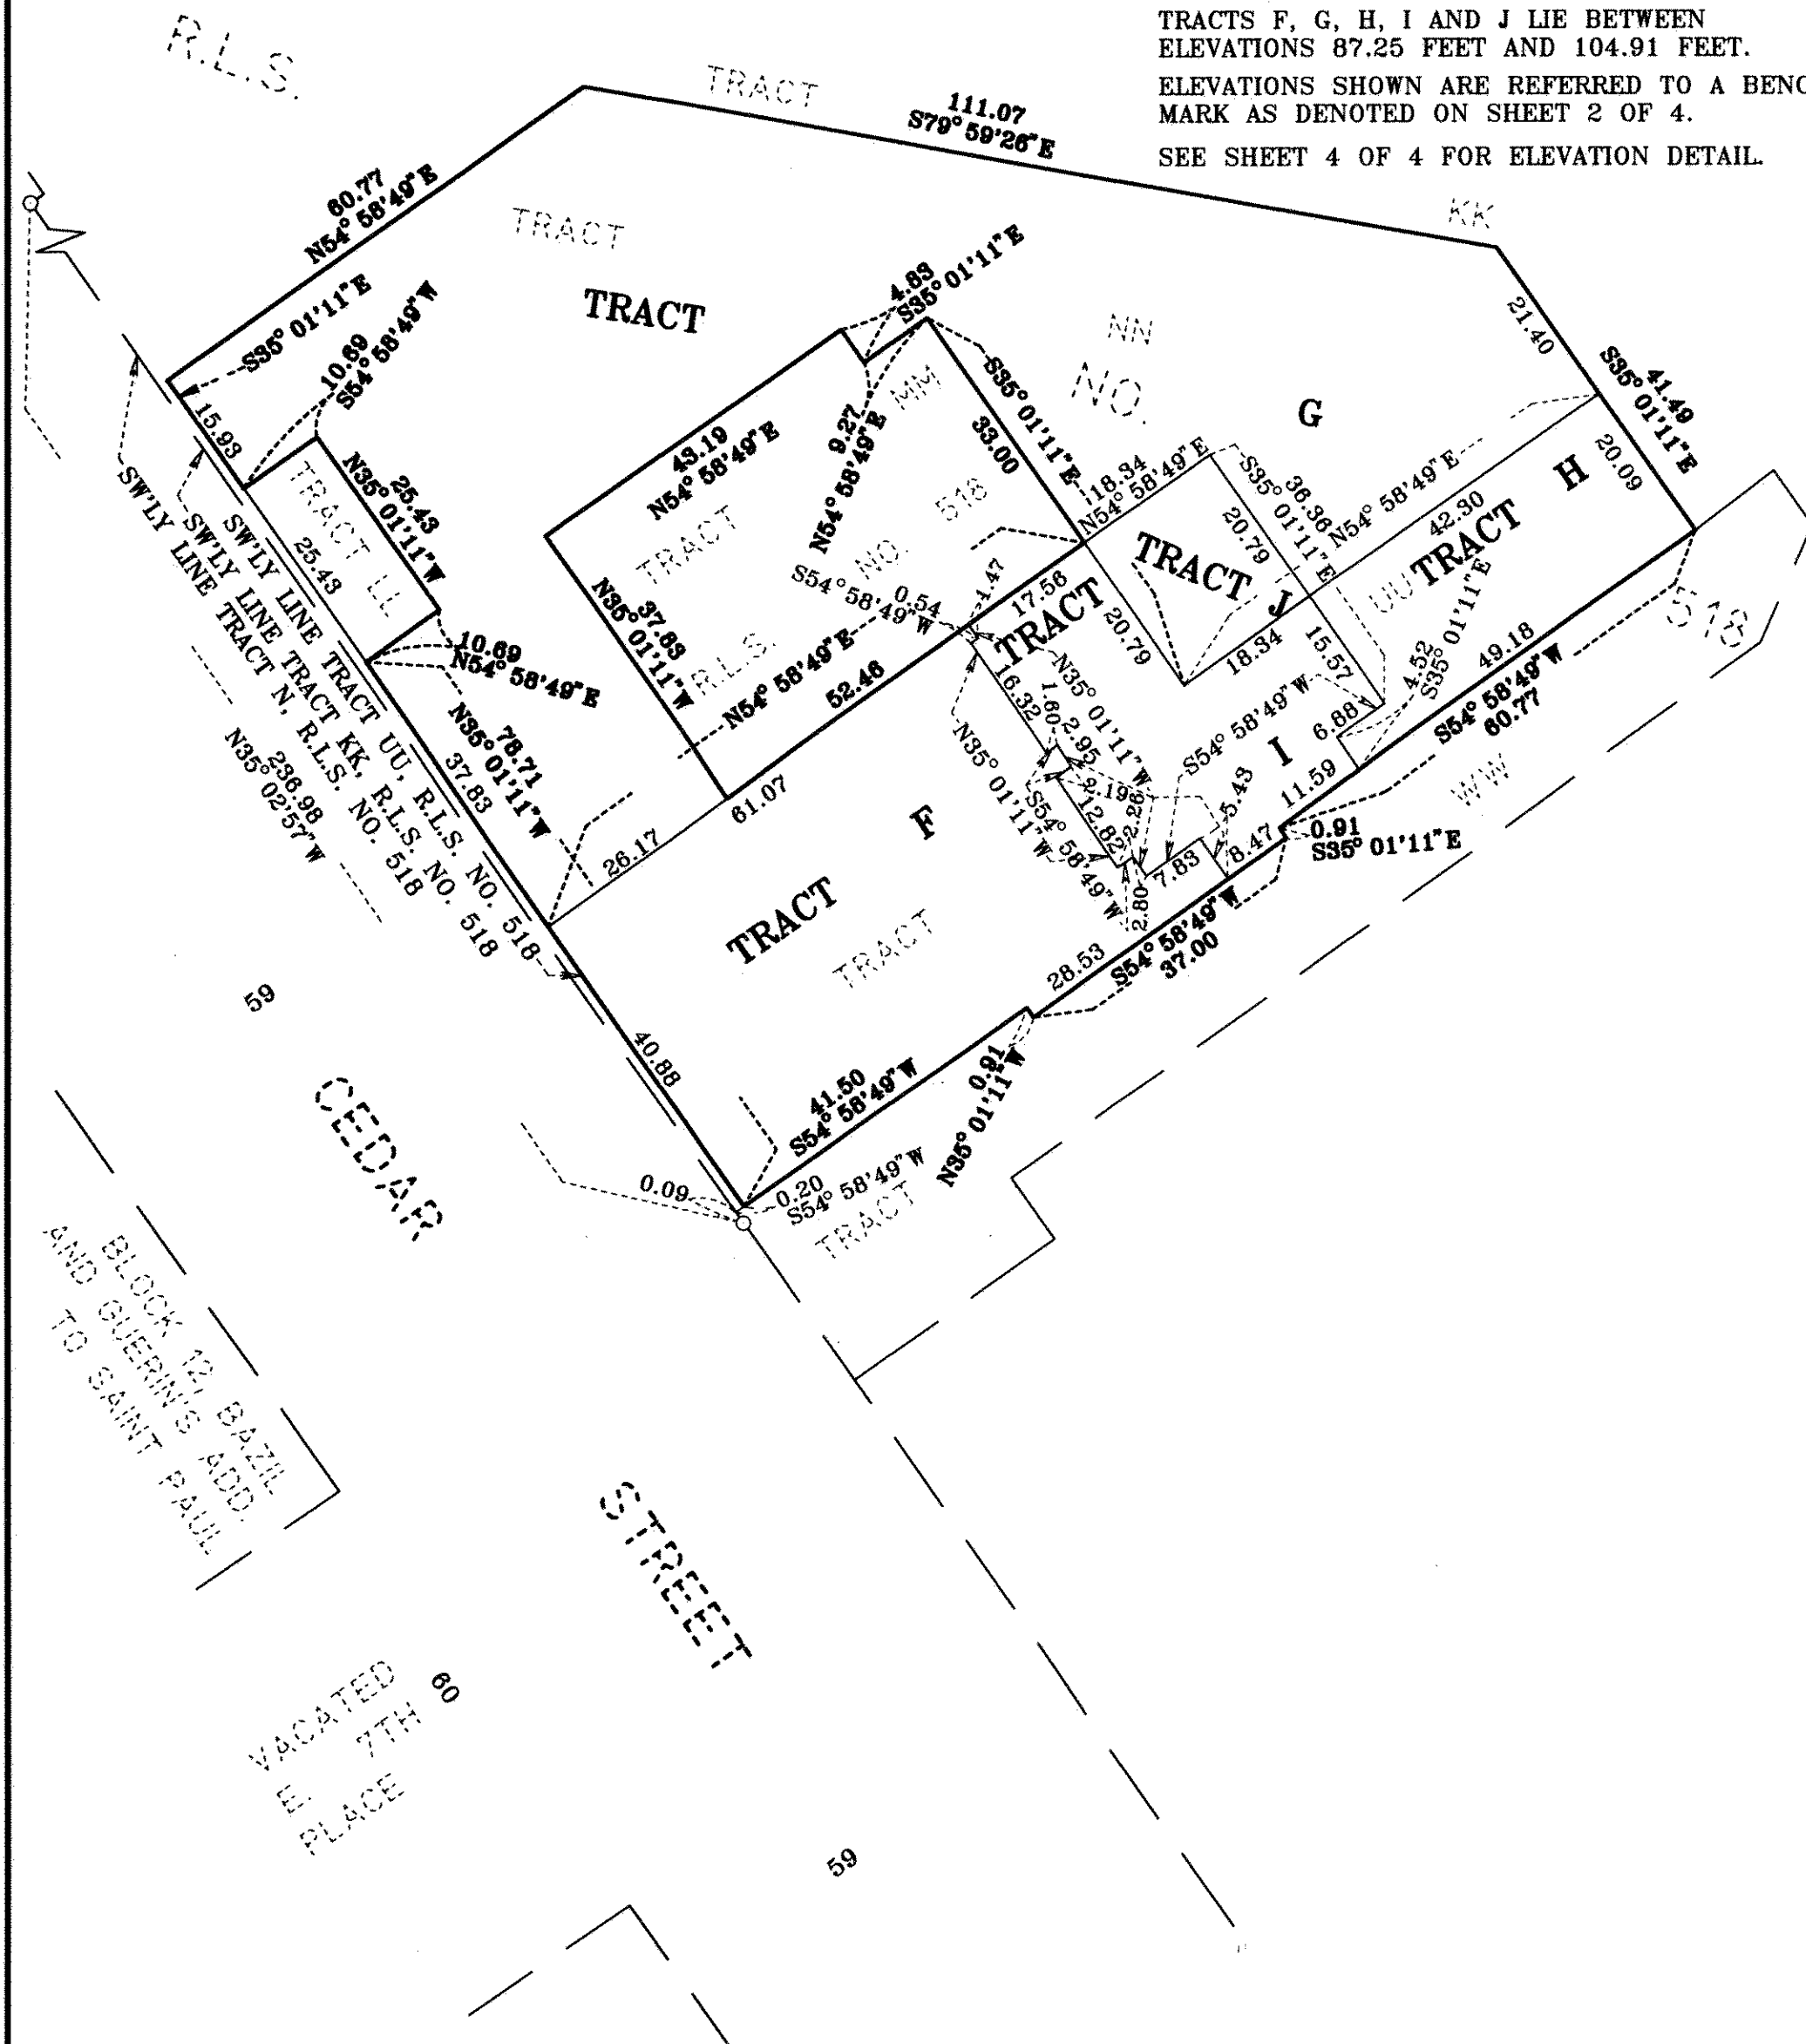 TRACTS F, G, H, I AND J LIE BETWEEN
ELEVATIONS 87.25 FEET AND 104.91 FEET.
ELEVATIONS SHOWN ARE REFERRED TO A BENC
MARK AS DENOTED ON SHEET 2 OF 4.
SEE SHEET 4 OF 4 FOR ELEVATION DETAIL.
R.L.S.
TRACT
111.07
S79° 59'26"E
KK
60.77
N54° 58'49"E
TRACT
TRACT
S35° 01'11"E
10.69
S54° 58'49"W
4.83
S35° 01'11"E
NN
NO.
G
21.40
41.49
S35° 01'11"E
20.09
15.93
TRACT LL
25.43
N35° 01'11"W
25.43
43.19
N54° 58'49"E
9.27
N54° 58'49"E
MM
S35° 01'11"E
33.00
518
NO.
TRACT
R.L.S.
18.34
N54° 58'49"E
S35° 01'11"E
36.36
20.79
N54° 58'49"E
42.30
H
TRACT
UU
TRACT
J
SW'LY LINE TRACT UU, R.L.S. NO. 518
SW'LY LINE TRACT KK, R.L.S. NO. 518
SW'LY LINE TRACT N, R.L.S. NO. 518
236.98
N35° 02'57"W
10.69
N54° 58'49"E
37.83
N35° 01'11"W
S54° 58'49"W
0.54
1.47
17.56
TRACT
20.79
18.34
15.57
4.52
S35° 01'11"E
49.18
S54° 58'49"W
60.77
518
N54° 58'49"E
52.46
78.71
N35° 01'11"W
37.83
16.32
1.60
N35° 01'11"W
2.95
N35° 01'11"W
S54° 58'49"W
6.88
I
S54° 58'49"W
2.19
12.82
2.26
5.43
11.59
WW
61.07
26.17
F
TRACT
TRACT
7.83
8.47
0.91
S35° 01'11"E
2.80
28.53
S54° 58'49"W
37.00
59
40.88
41.50
S54° 58'49"W
0.91
N35° 01'11"W
CEDAR
0.09
0.20
S54° 58'49"W
TRACT
BLOCK 12, BAZIL
AND GUERIN'S ADD.
TO SAINT PAUL
STREET
VACATED
E. 7TH
PLACE
60
59